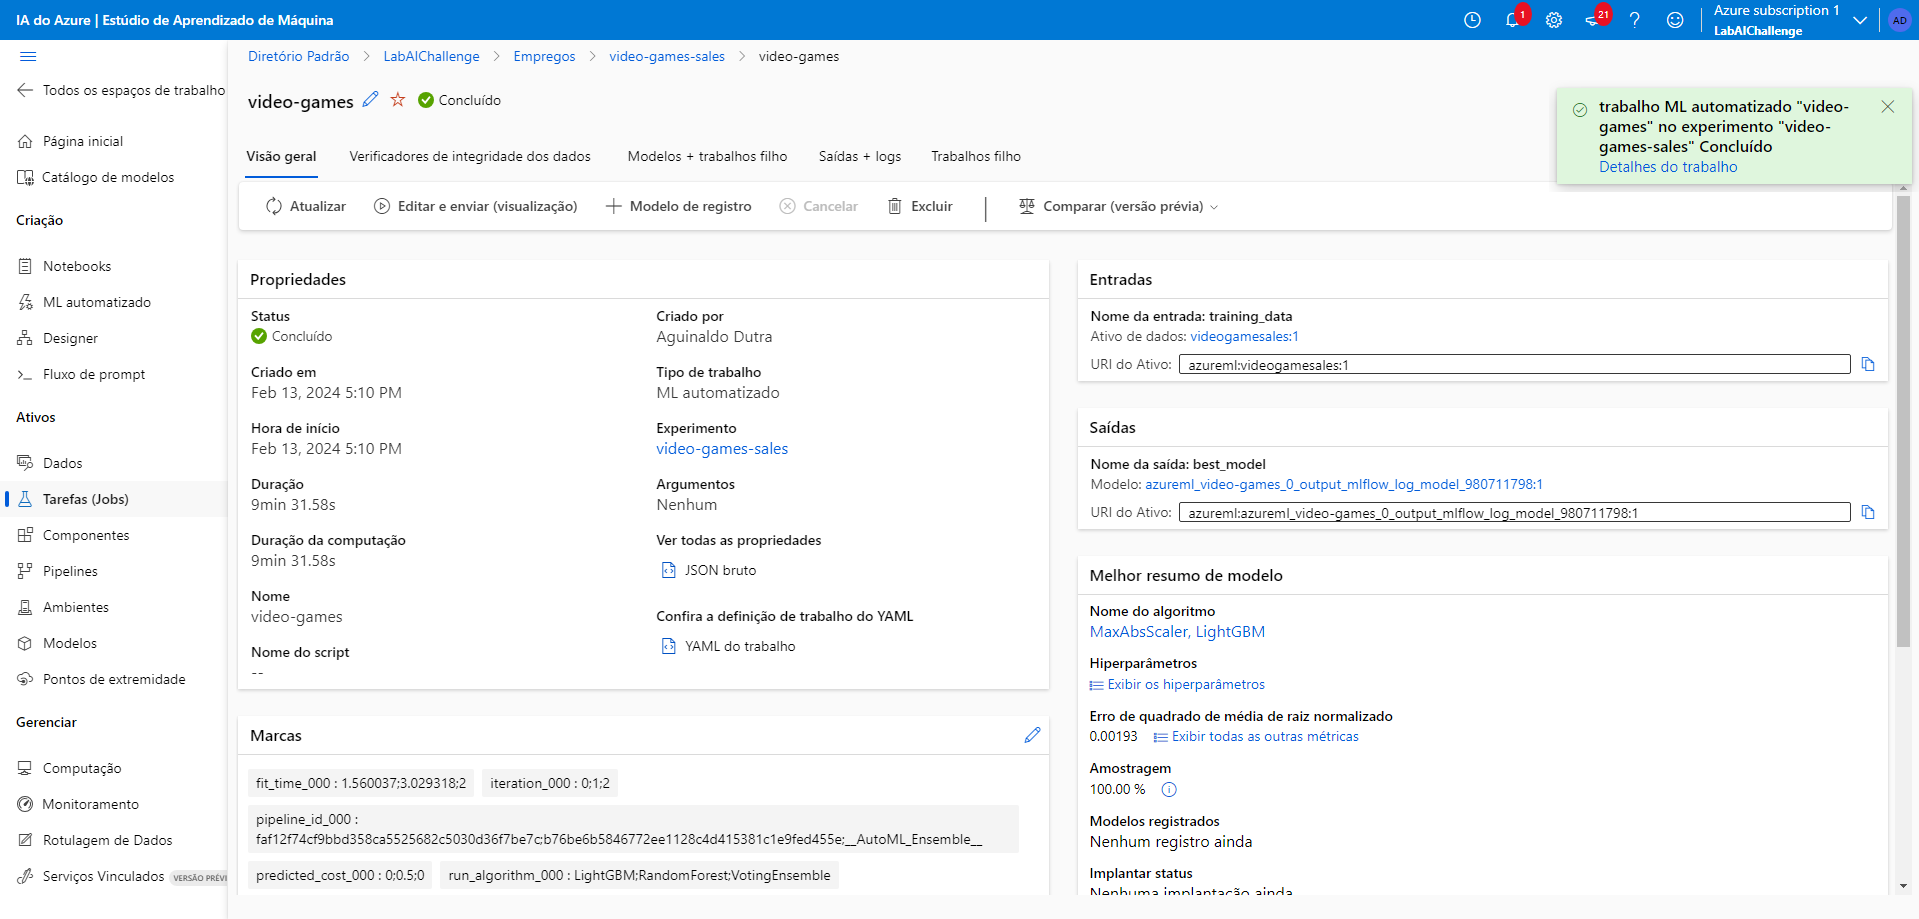 IA do Azure | Estúdio de Aprendizado de Máquina
1
21
Azure subscription 1
LabAIChallenge
AD
Todos os espaços de trabalho
Página inicial
Catálogo de modelos
Criação
Notebooks
ML automatizado
Designer
Fluxo de prompt
Ativos
Dados
Tarefas (Jobs)
Componentes
Pipelines
Ambientes
Modelos
Pontos de extremidade
Gerenciar
Computação
Monitoramento
Rotulagem de Dados
Serviços Vinculados VERSÃO PRÉVI
Diretório Padrão > LabAIChallenge > Empregos > video-games-sales > video-games
video-games Concluído
Visão geral Verificadores de integridade dos dados Modelos + trabalhos filho Saídas + logs Trabalhos filho
Atualizar Editar e enviar (visualização) Modelo de registro Cancelar Excluir Comparar (versão prévia)
trabalho ML automatizado "video-
games" no experimento "video-
games-sales" Concluído
Detalhes do trabalho
Propriedades
Status
Concluído
Criado em
Feb 13, 2024 5:10 PM
Hora de início
Feb 13, 2024 5:10 PM
Duração
9min 31.58s
Duração da computação
9min 31.58s
Nome
video-games
Nome do script
--
Criado por
Aguinaldo Dutra
Tipo de trabalho
ML automatizado
Experimento
video-games-sales
Argumentos
Nenhum
Ver todas as propriedades
JSON bruto
Confira a definição de trabalho do YAML
YAML do trabalho
Marcas
fit_time_000 : 1.560037;3.029318;2 iteration_000 : 0;1;2
pipeline_id_000 :
faf12f74cf9bbd358ca5525682c5030d36f7be7c;b76be6b5846772ee1128c4d415381c1e9fed455e;__AutoML_Ensemble__
predicted_cost_000 : 0;0.5;0 run_algorithm_000 : LightGBM;RandomForest;VotingEnsemble
Entradas
Nome da entrada: training_data
Ativo de dados: videogamesales:1
URI do Ativo: azureml:videogamesales:1
Saídas
Nome da saída: best_model
Modelo: azureml_video-games_0_output_mlflow_log_model_980711798:1
URI do Ativo: azureml:azureml_video-games_0_output_mlflow_log_model_980711798:1
Melhor resumo de modelo
Nome do algoritmo
MaxAbsScaler, LightGBM
Hiperparâmetros
Exibir os hiperparâmetros
Erro de quadrado de média de raiz normalizado
0.00193 Exibir todas as outras métricas
Amostragem
100.00 %
Modelos registrados
Nenhum registro ainda
Implantar status
Nenhuma implantação ainda